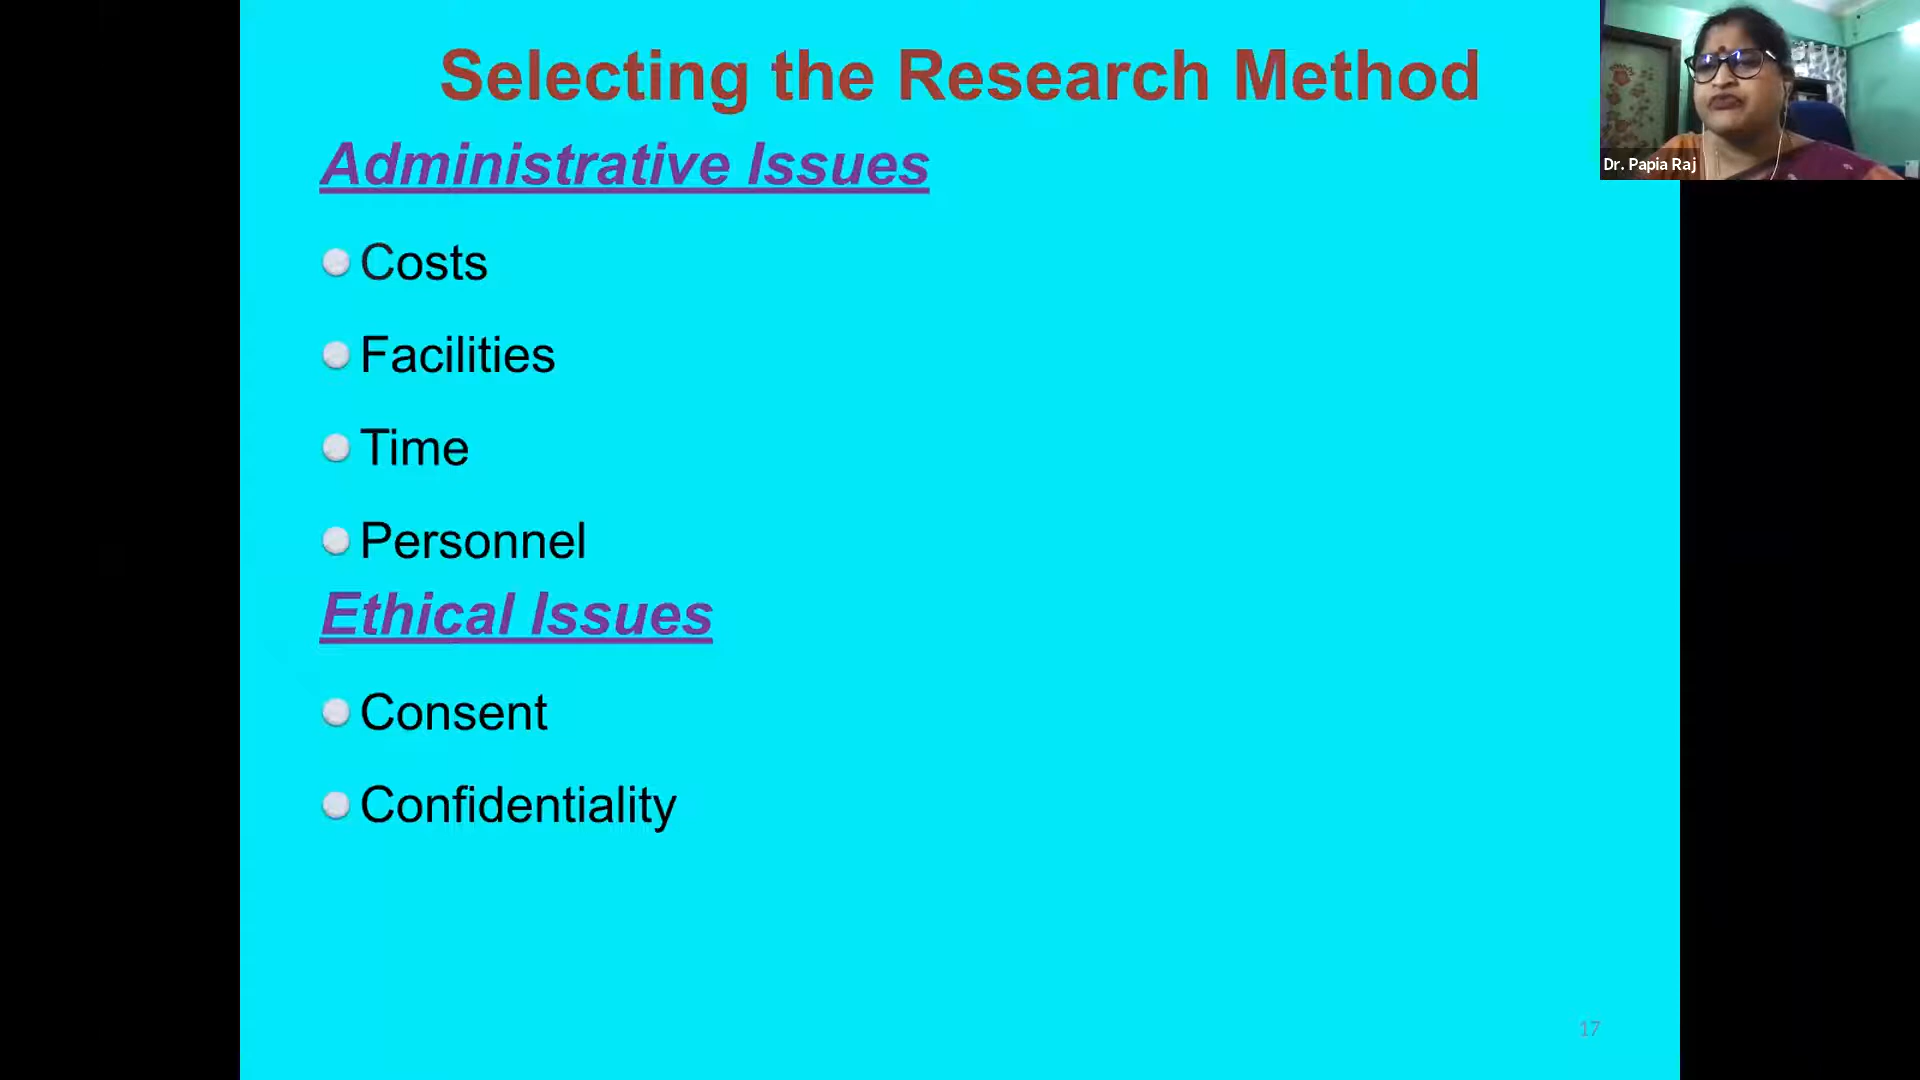 Selecting the Research Method
Administrative Issues
Costs
Facilities
Time
Personnel
Ethical Issues
Consent
Confidentiality
17
Dr. Papia Raj